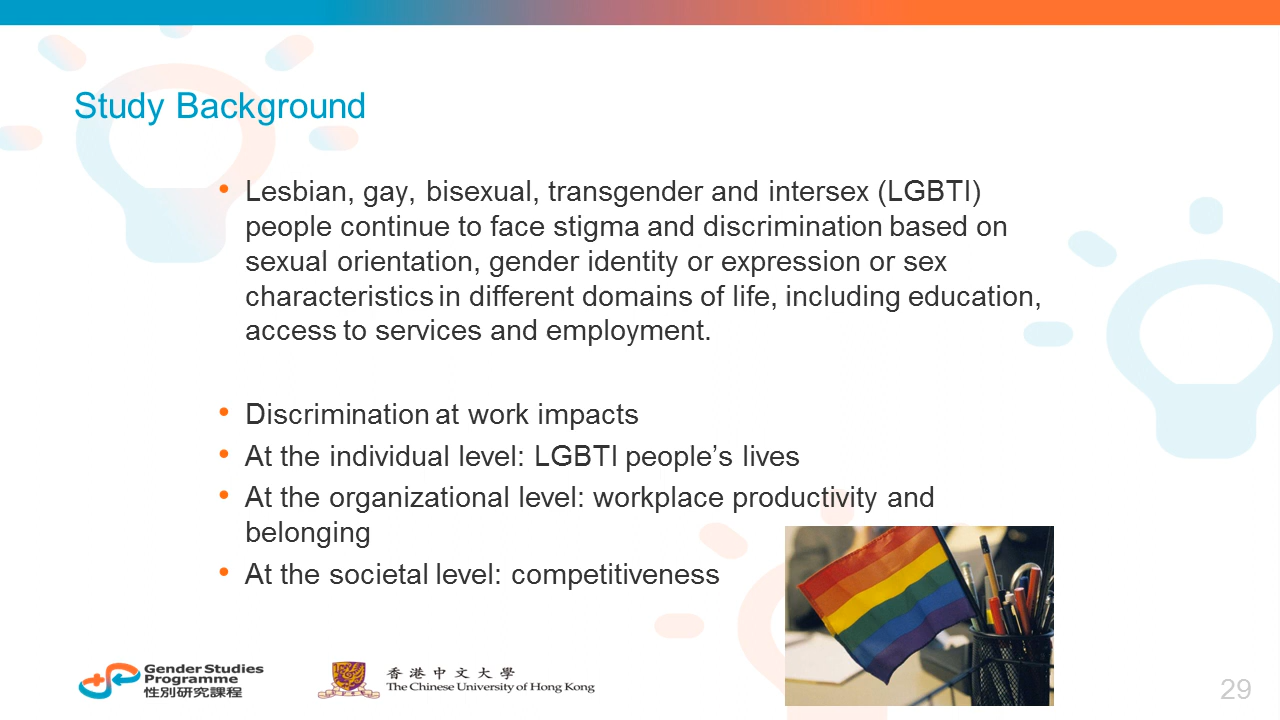 Study Background
• Lesbian, gay, bisexual, transgender and intersex (LGBTI)
people continue to face stigma and discrimination based on
sexual orientation, gender identity or expression or sex
characteristics in different domains of life, including education,
access to services and employment.
• Discrimination at work impacts
• At the individual level: LGBTI people’s lives
• At the organizational level: workplace productivity and
belonging
• At the societal level: competitiveness
Gender Studies
Programme
性別研究課程
香港中文大學
The Chinese University of Hong Kong
29